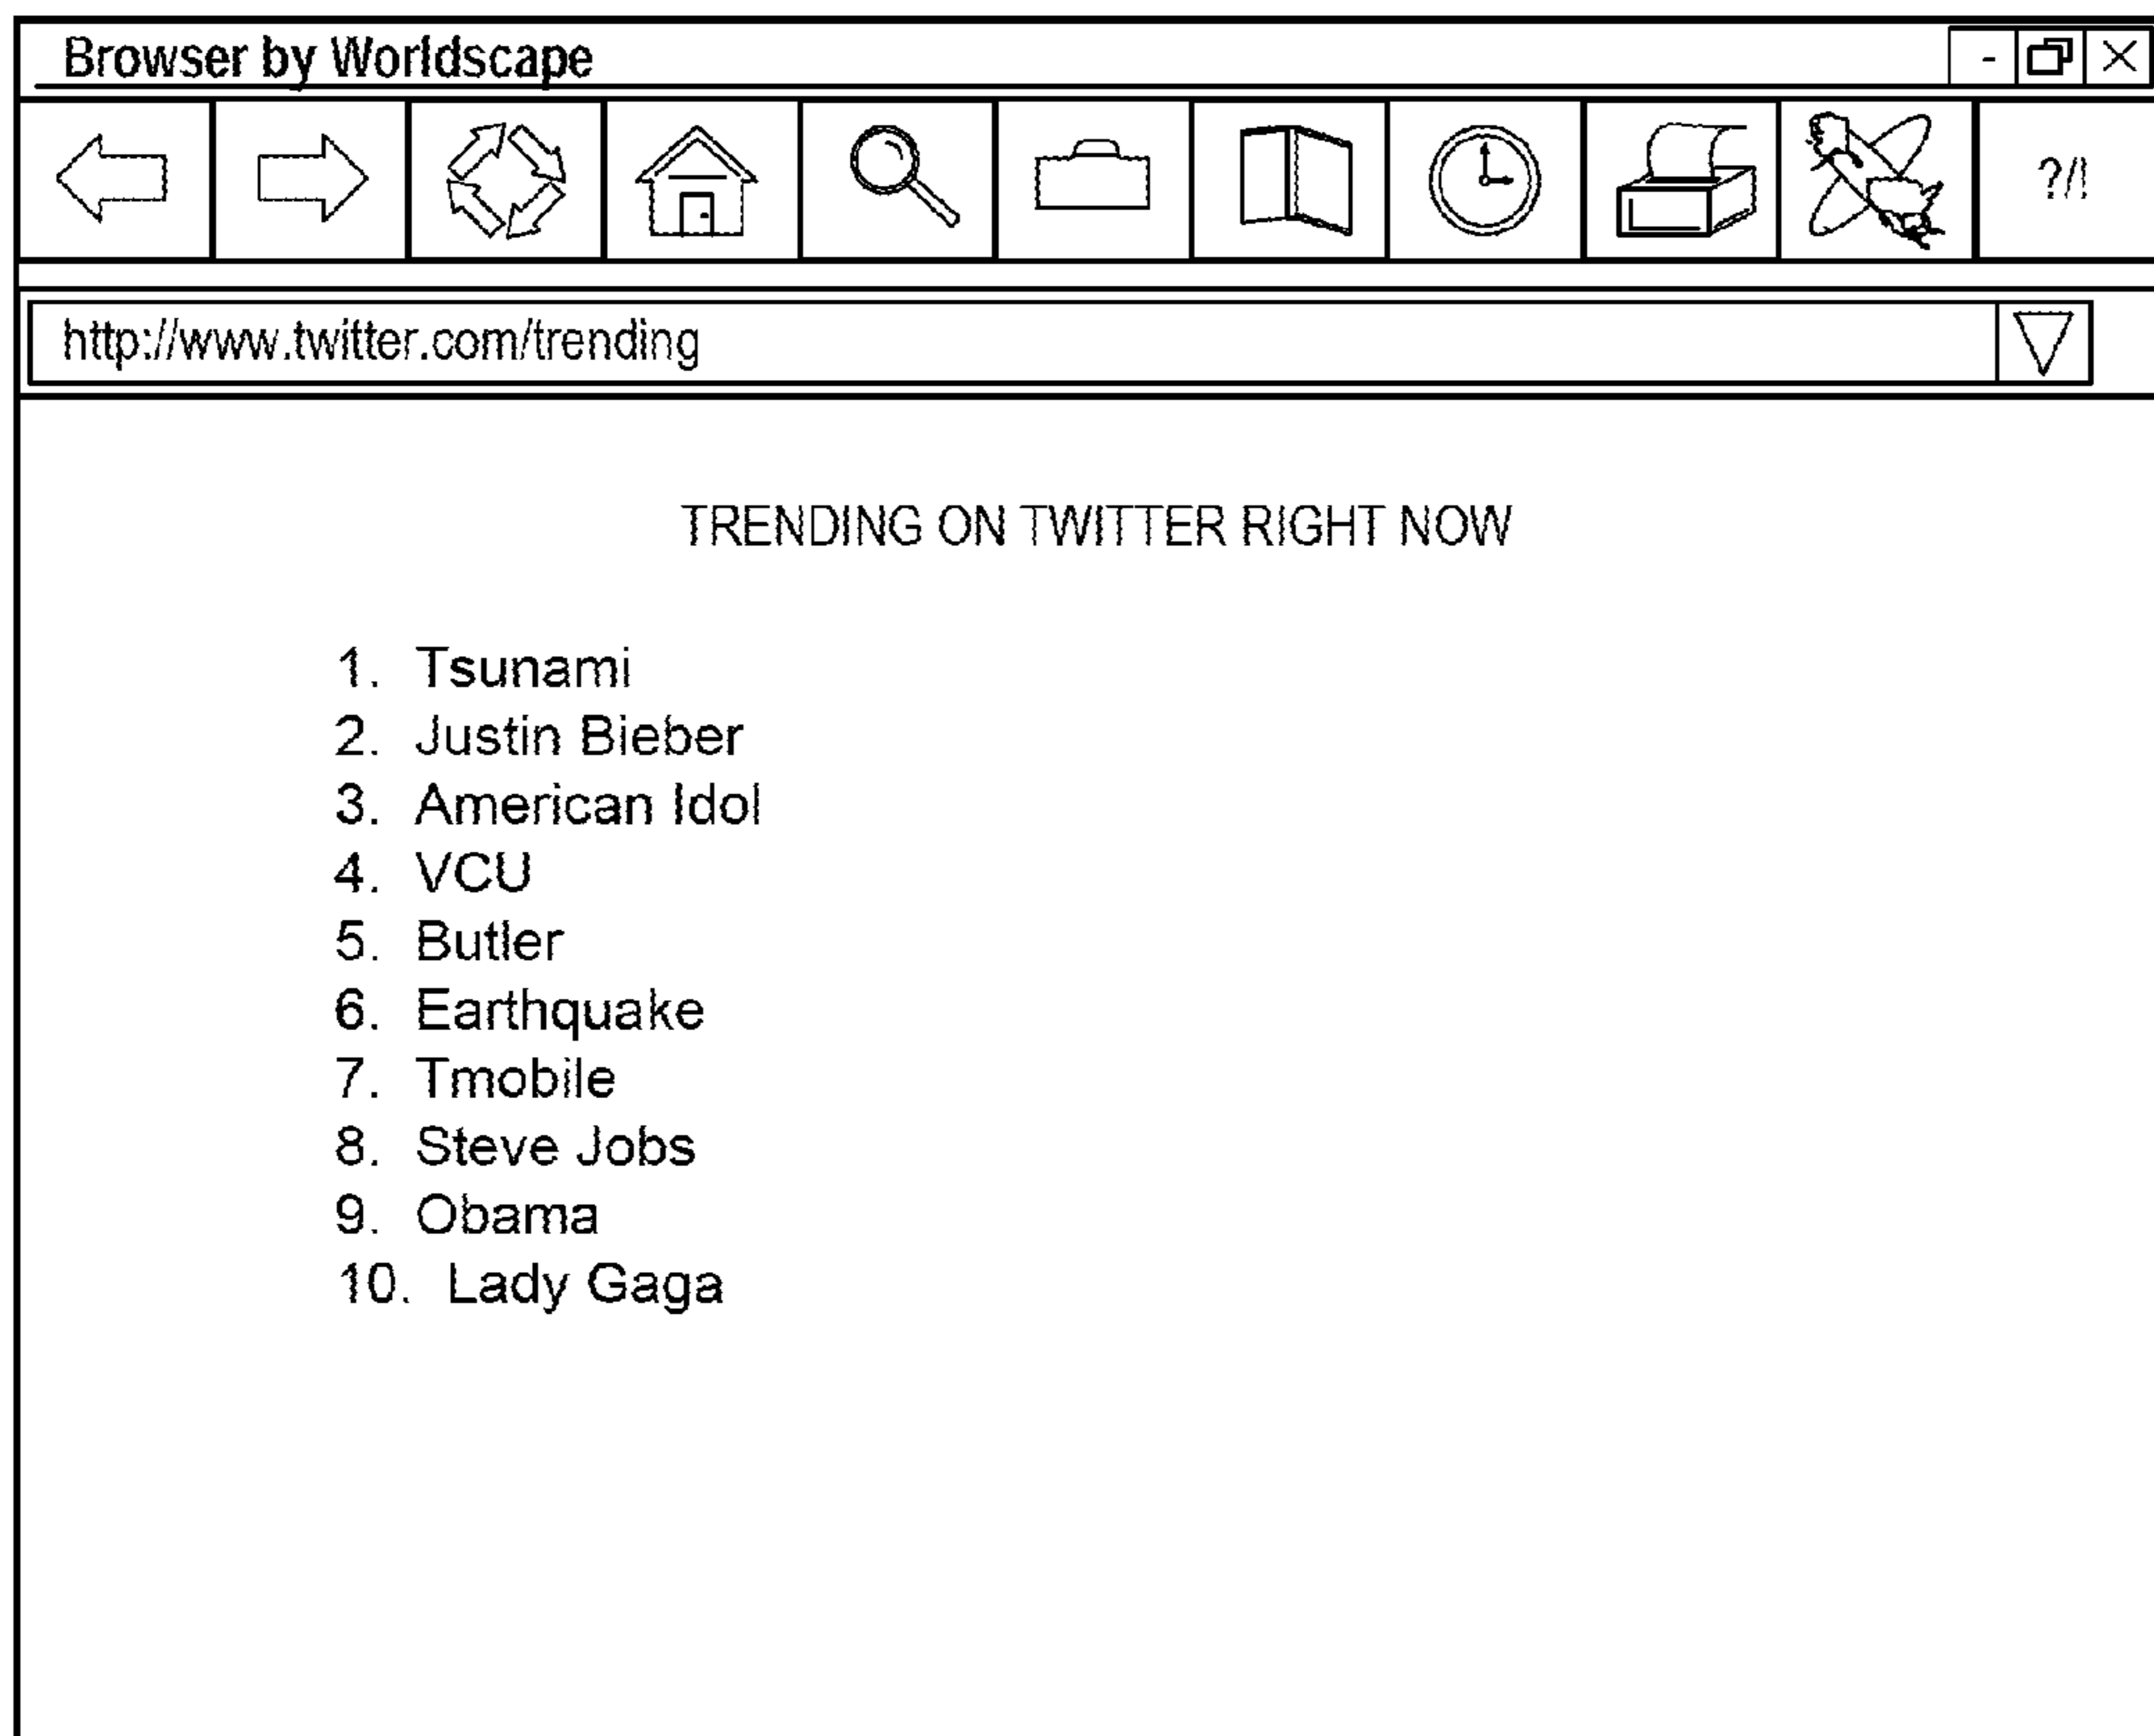 Browser by Worldscape
?/!
http://www.twitter.com/trending
TRENDING ON TWITTER RIGHT NOW
1. Tsunami
2. Justin Bieber
3. American Idol
4. VCU
5. Butler
6. Earthquake
7. Tmobile
8. Steve Jobs
9. Obama
10. Lady Gaga